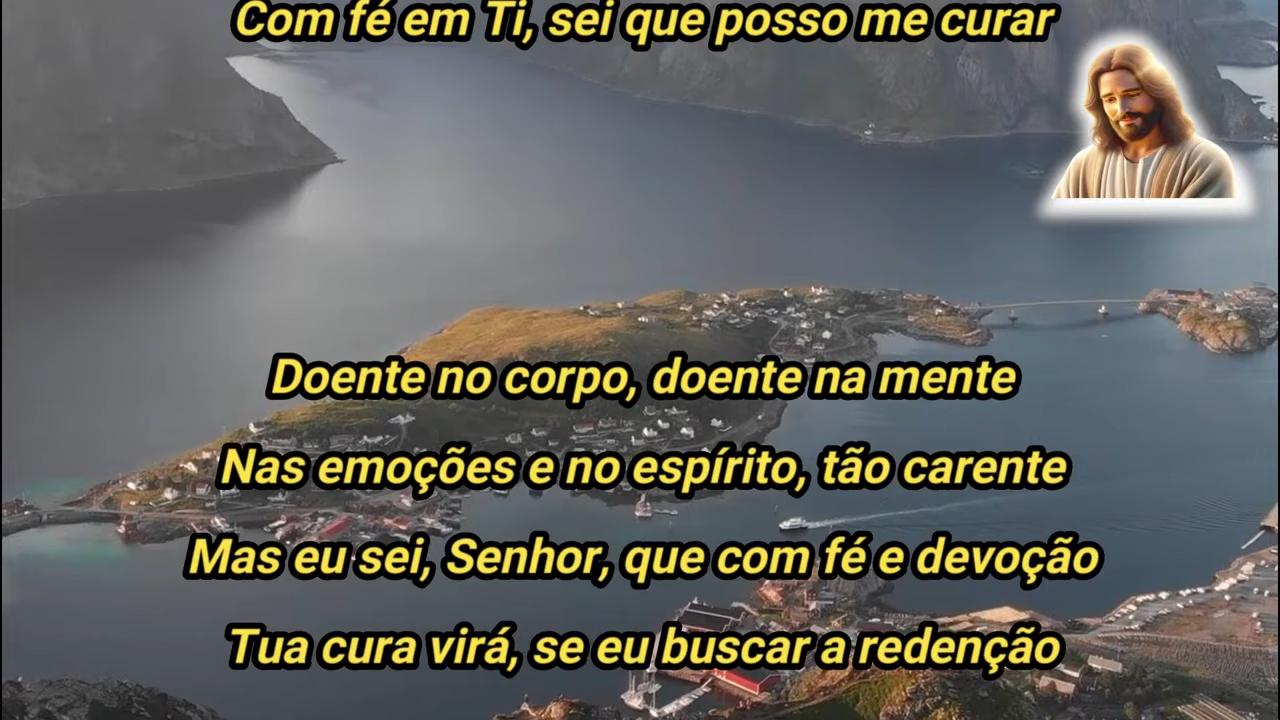 Com fé em Ti, sei que posso me curar
Doente no corpo, doente na mente
Nas emoções e no espírito, tão carente
Mas eu sei, Senhor, que com fé e devoção
Tua cura virá, se eu buscar a redenção